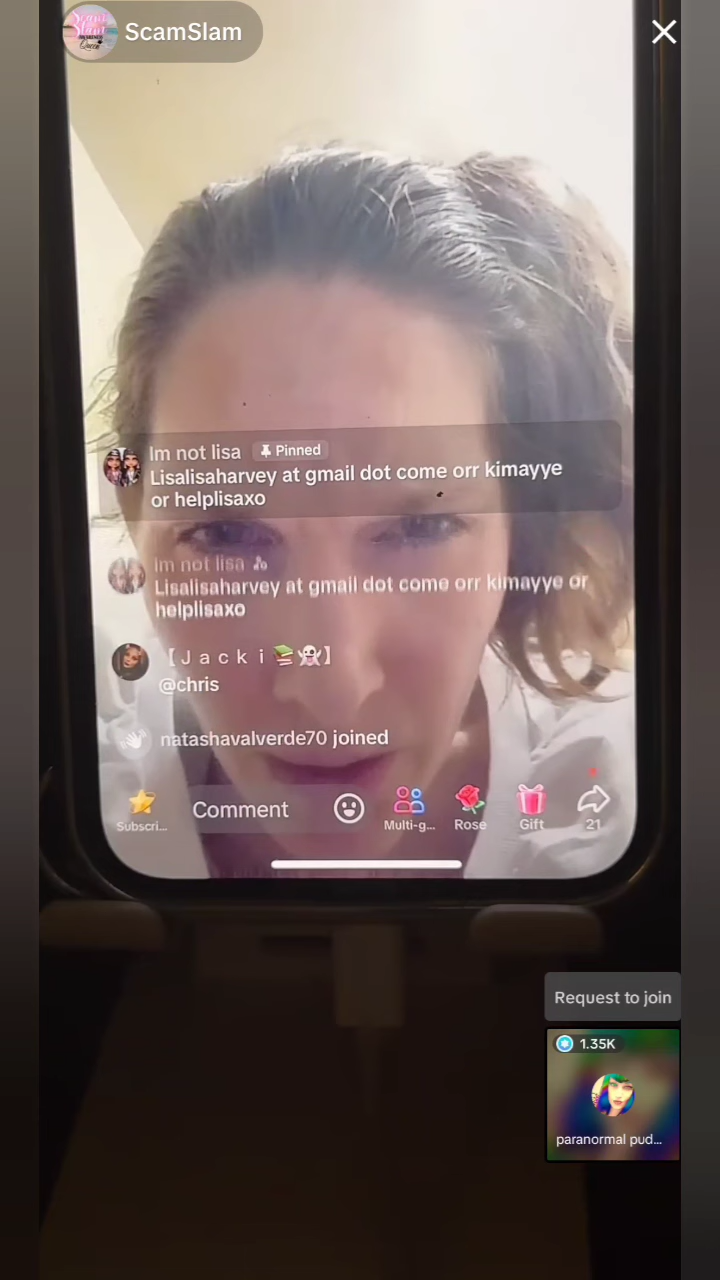 ScamSlam
Im not lisa Pinned
Lisalisaharvey at gmail dot come orr kimayye
or helplisaxo
Im not lisa
Lisalisaharvey at gmail dot come orr kimayye or
helplisaxo
【J a c k i📚👻】
@chris
natashavalverde70 joined
Comment
Subscri... Multi-g... Rose Gift 21
Request to join
1.35K
paranormal pud...